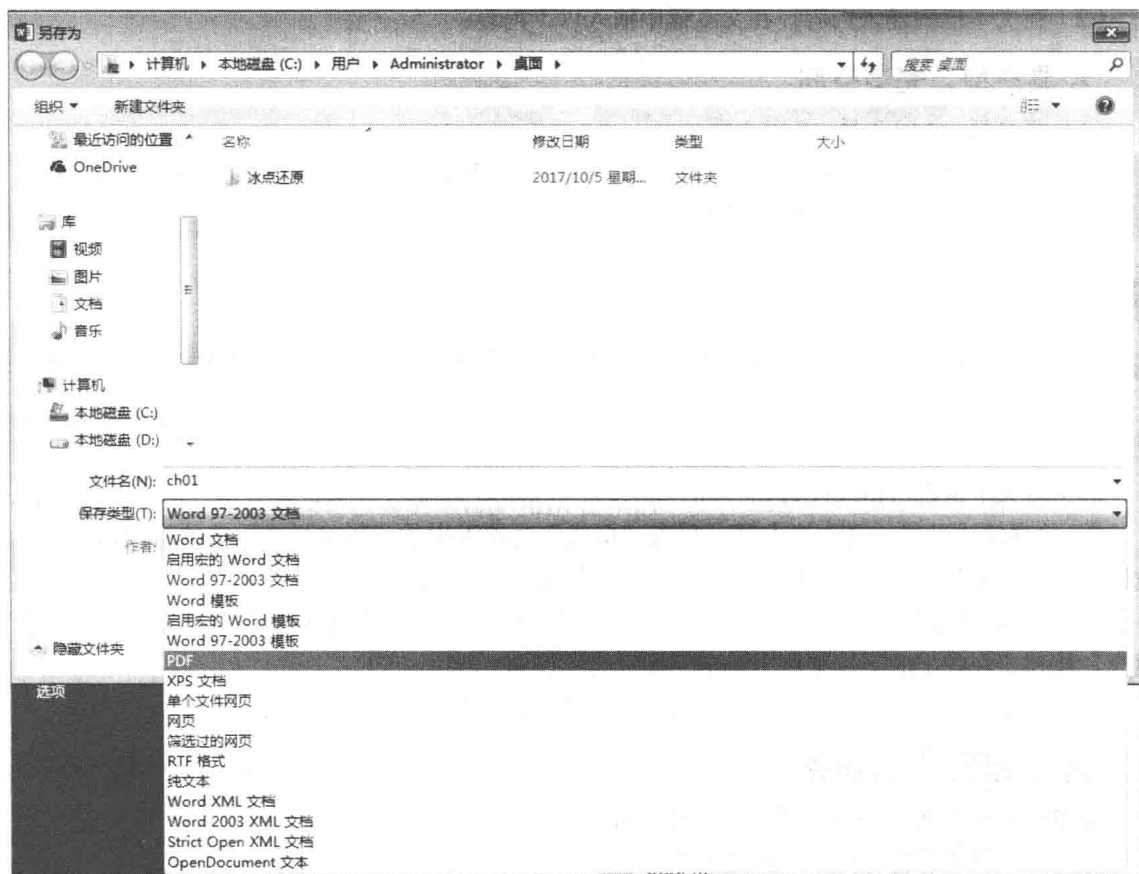 另存为
计算机 ▸ 本地磁盘 (C:) ▸ 用户 ▸ Administrator ▸ 桌面 ▸ 搜索 桌面
组织 新建文件夹
最近访问的位置 名称 修改日期 类型 大小
OneDrive
冰点还原 2017/10/5 星期... 文件夹
库
视频
图片
文档
音乐
计算机
本地磁盘 (C:)
本地磁盘 (D:)
文件名(N): ch01
保存类型(T): Word 97-2003 文档
作者: Word 文档
启用宏的 Word 文档
Word 97-2003 文档
Word 模板
启用宏的 Word 模板
隐藏文件夹 Word 97-2003 模板
PDF
选项 XPS 文档
单个文件网页
网页
筛选过的网页
RTF 格式
纯文本
Word XML 文档
Word 2003 XML 文档
Strict Open XML 文档
OpenDocument 文本